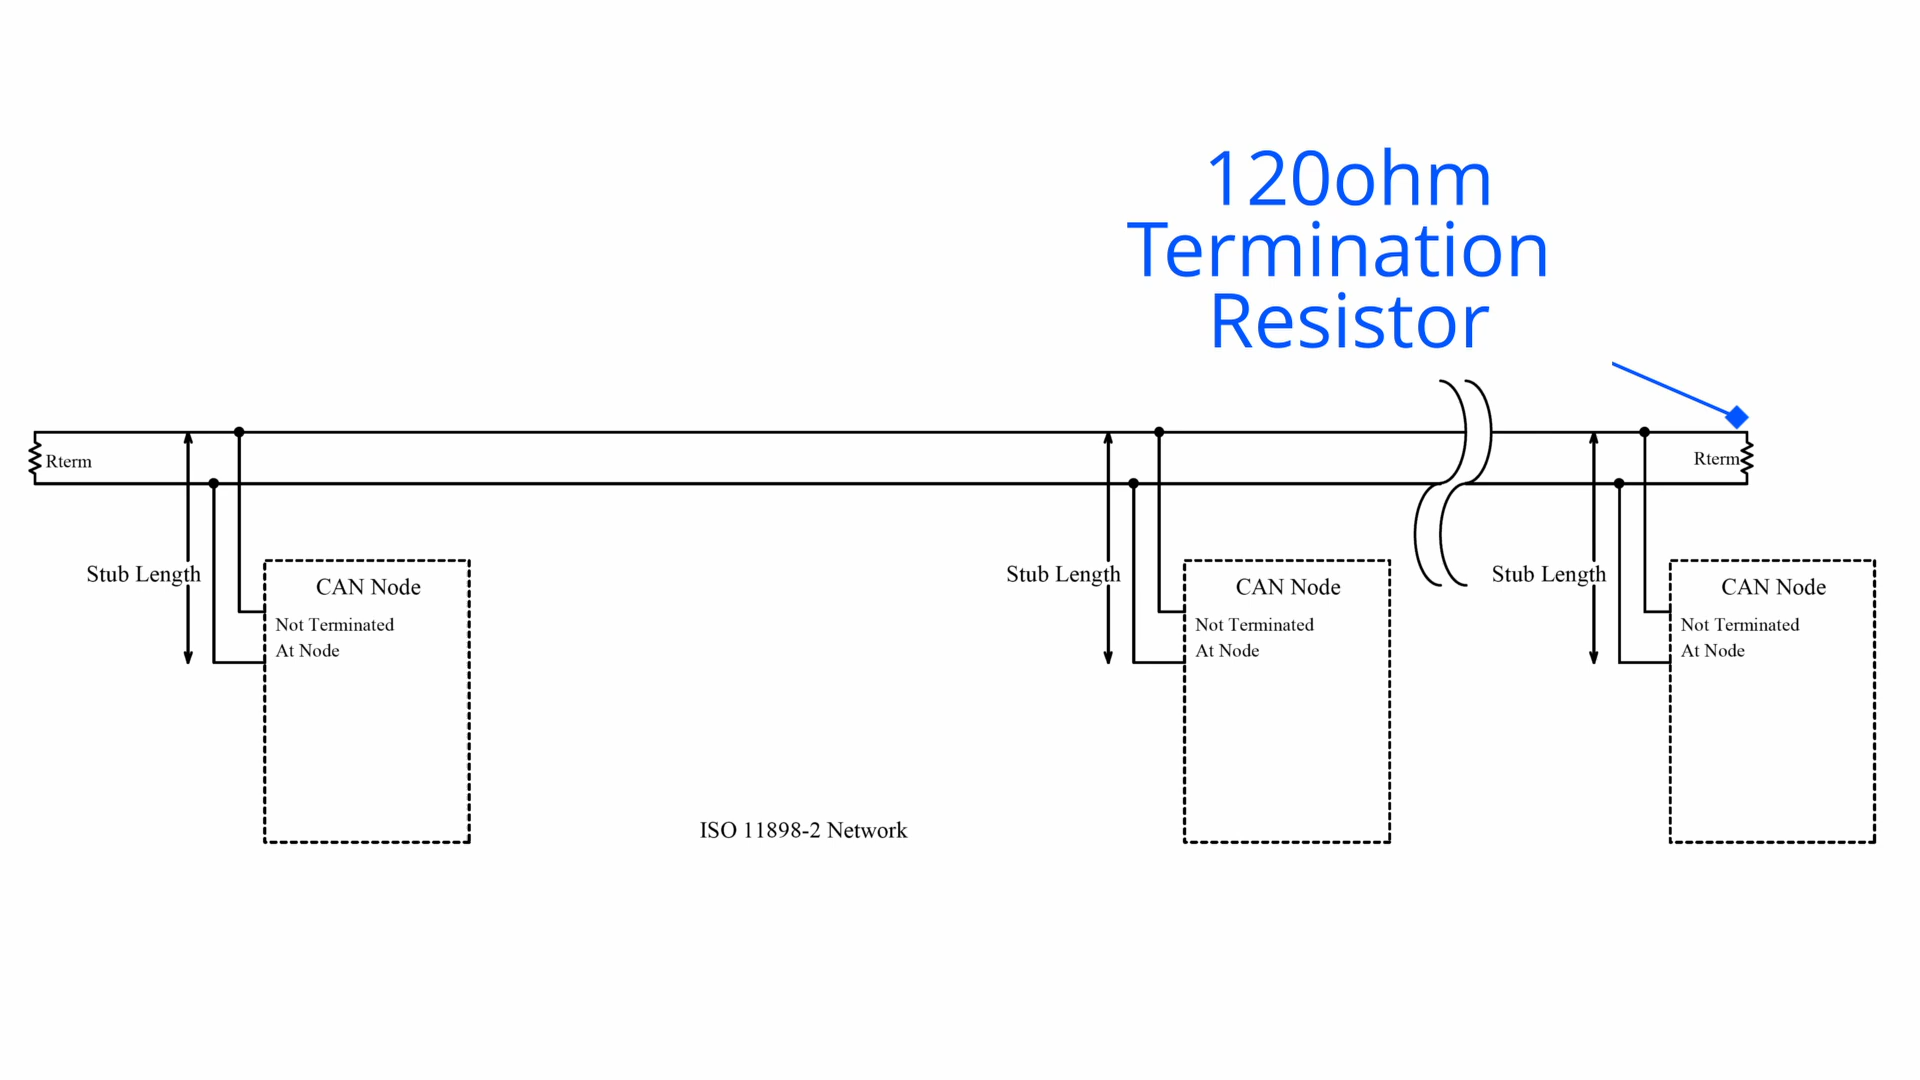 120ohm
Termination
Resistor
Rterm
Rterm
Stub Length
CAN Node
Not Terminated
At Node
Stub Length
CAN Node
Not Terminated
At Node
Stub Length
CAN Node
Not Terminated
At Node
ISO 11898-2 Network